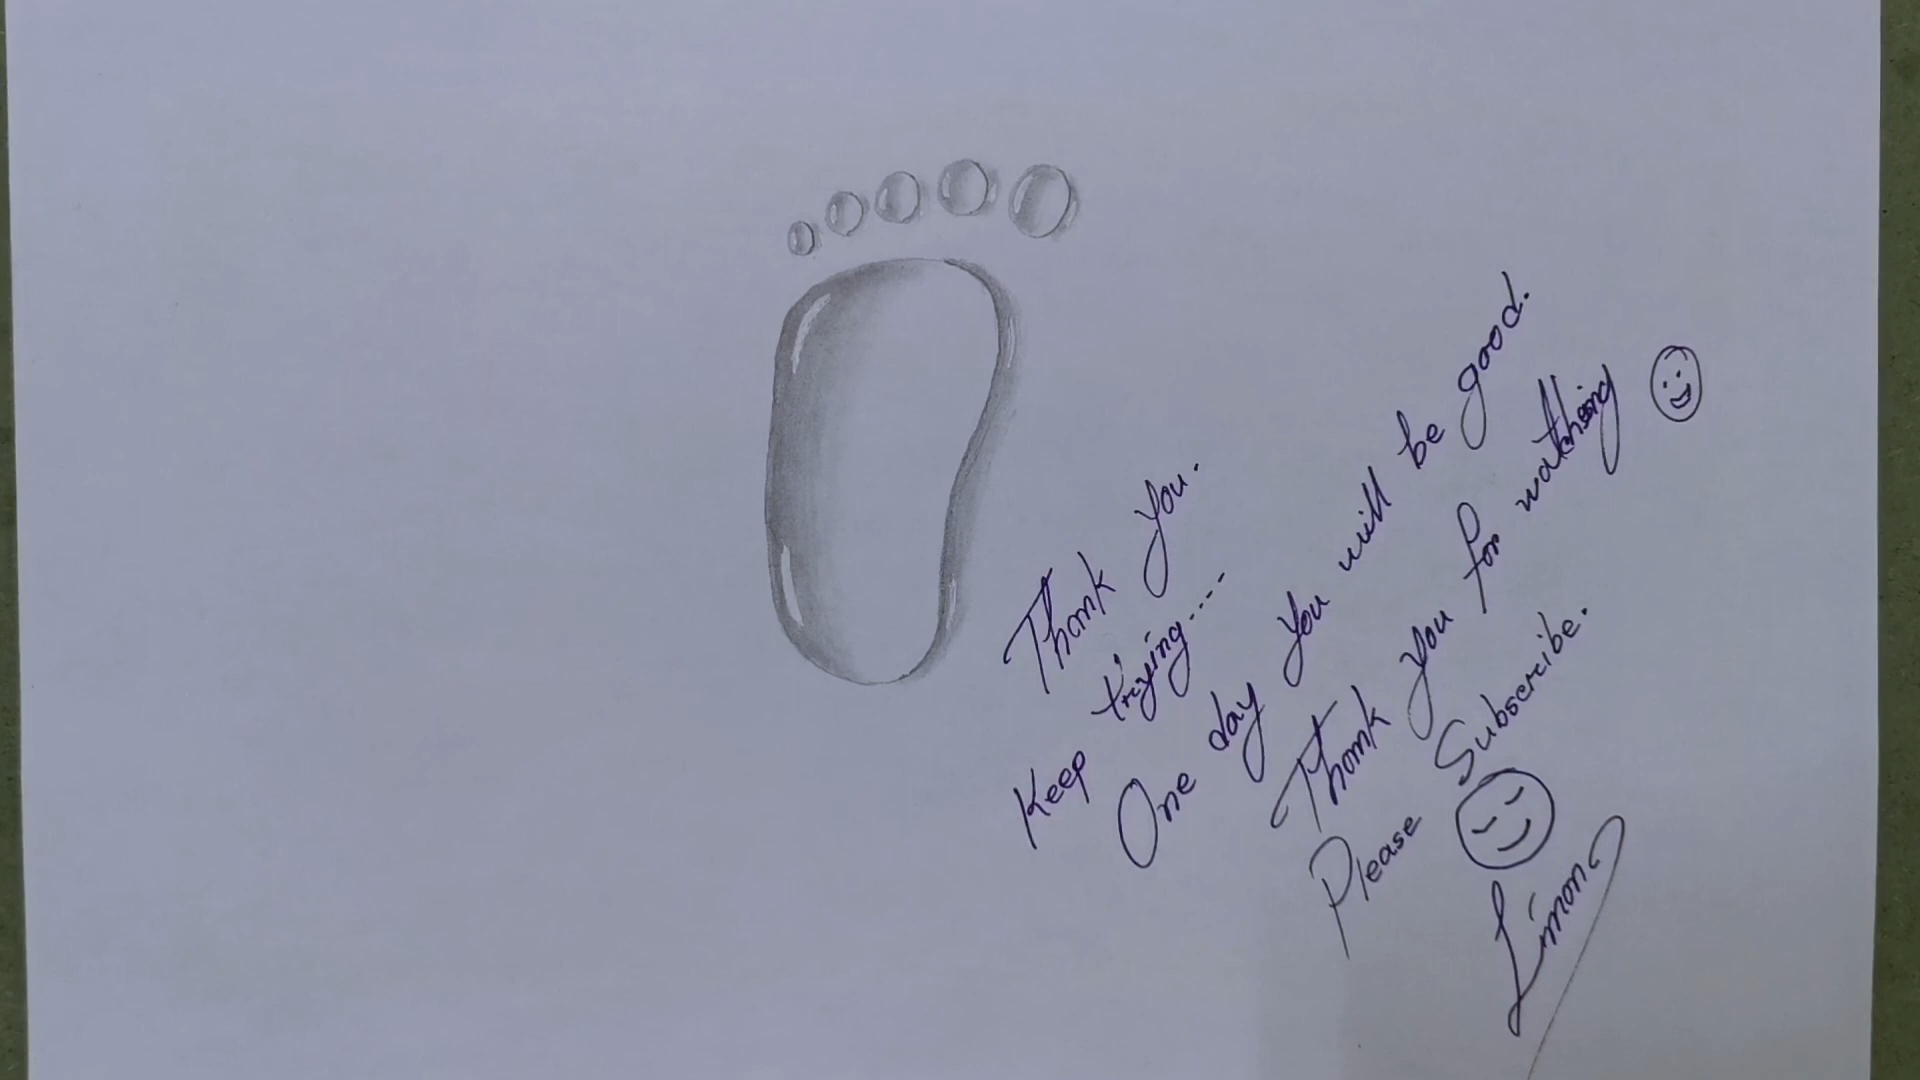 Thank you.
Keep trying.....
One day you will be good.
Thank you for watching
Please Subscribe.
Limon